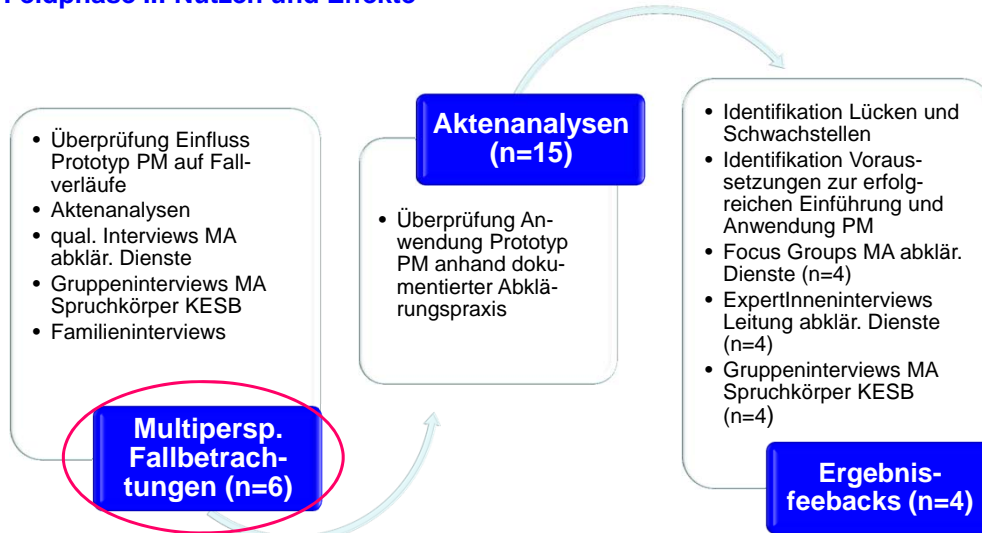 Feldphase II: Nutzen und Effekte
• Überprüfung Einfluss
Prototyp PM auf Fall-
verläufe
• Aktenanalysen
• qual. Interviews MA
abklär. Dienste
• Gruppeninterviews MA
Spruchkörper KESB
• Familieninterviews
Multipersp.
Fallbetrach-
tungen (n=6)
Aktenanalysen
(n=15)
• Überprüfung An-
wendung Prototyp
PM anhand doku-
mentierter Abklä-
rungspraxis
• Identifikation Lücken und
Schwachstellen
• Identifikation Voraus-
setzungen zur erfolg-
reichen Einführung und
Anwendung PM
• Focus Groups MA abklär.
Dienste (n=4)
• ExpertInneninterviews
Leitung abklär. Dienste
(n=4)
• Gruppeninterviews MA
Spruchkörper KESB
(n=4)
Ergebnis-
feebacks (n=4)